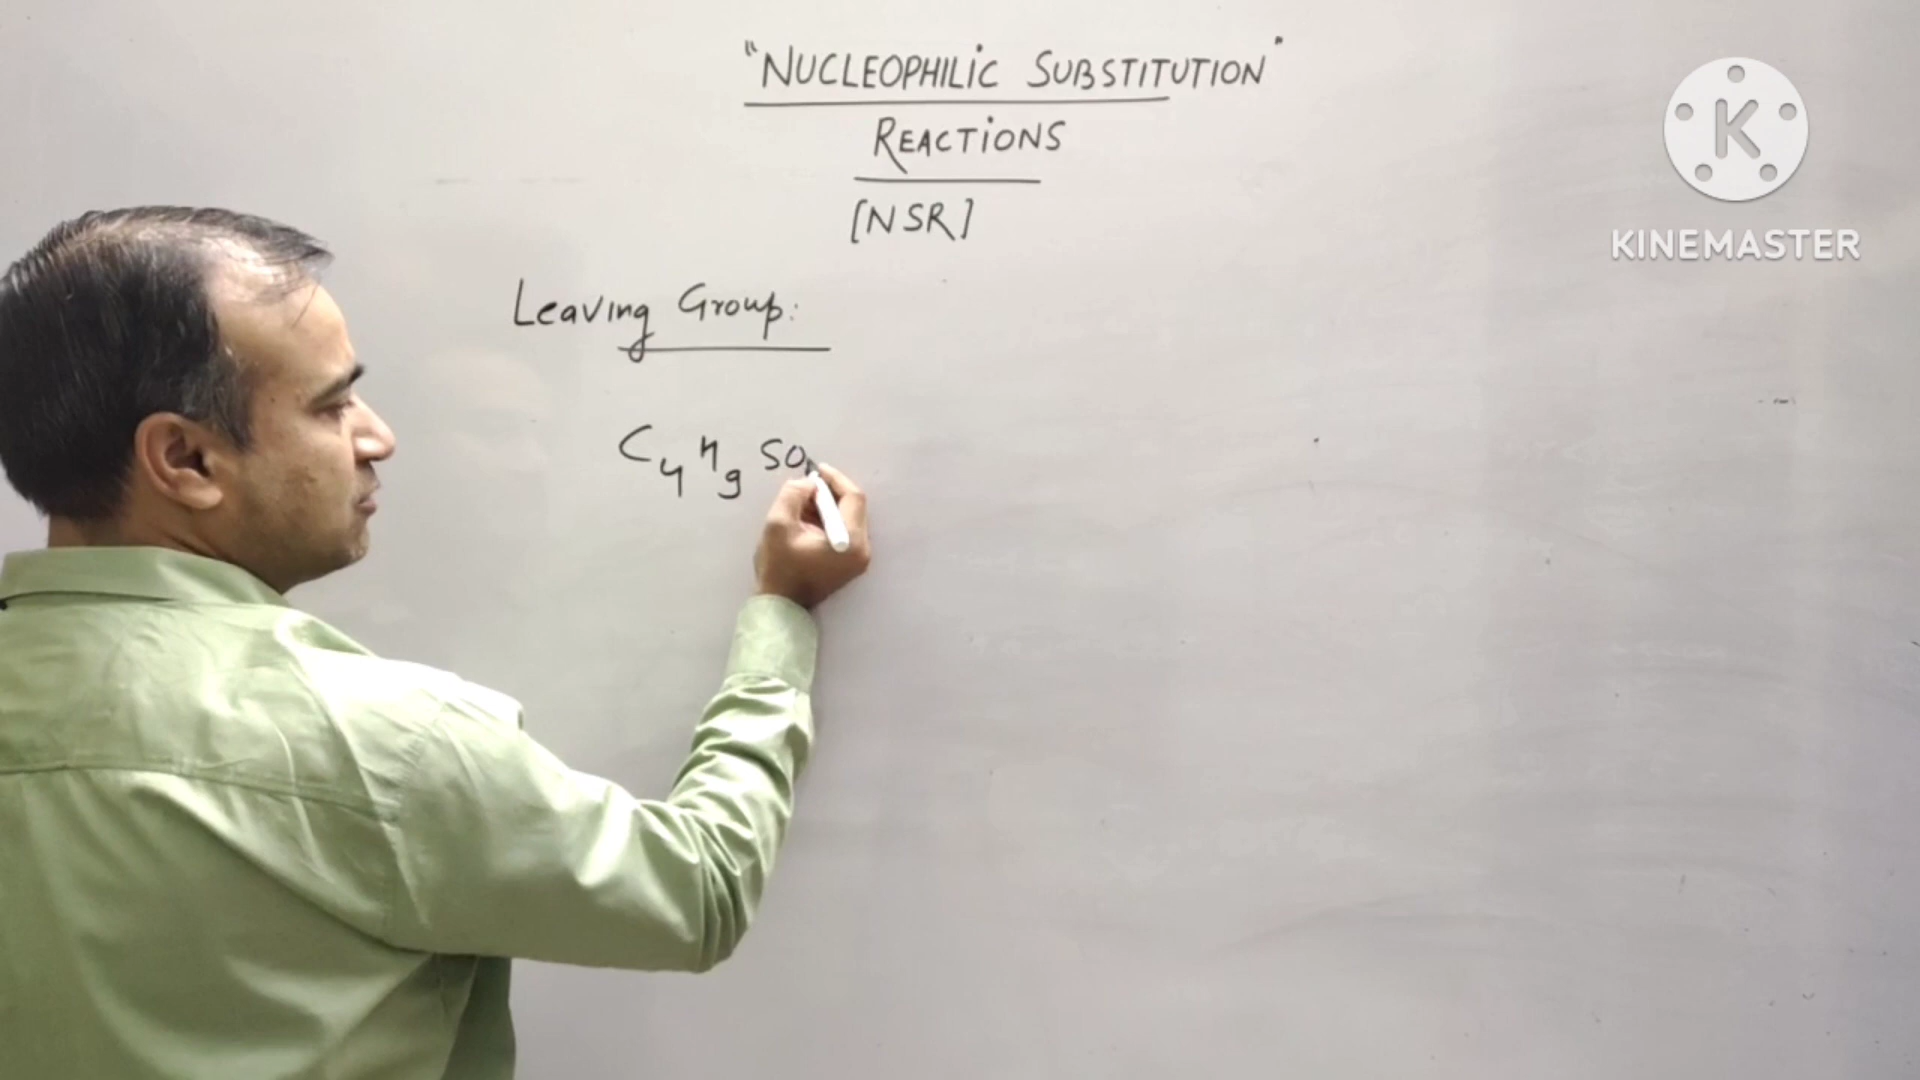 "NUCLEOPHILIC SUBSTITUTION"
REACTIONS
[NSR]
Leaving Group:
C4H9 SO
K
KINEMASTER